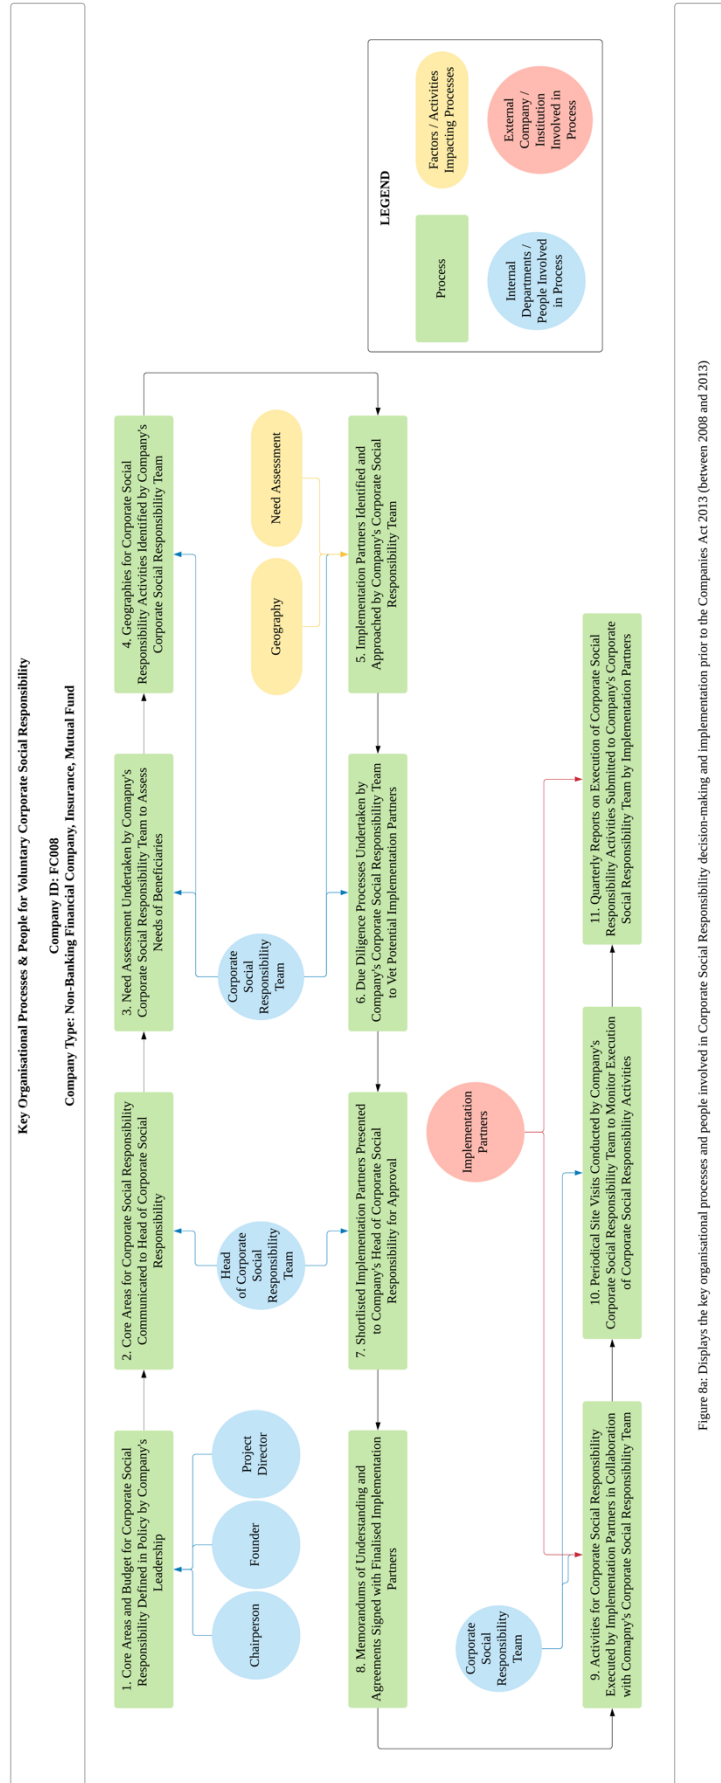 Key Organisational Processes & People for Voluntary Corporate Social Responsibility
Company ID: FC008
Company Type: Non-Banking Financial Company, Insurance, Mutual Fund
1. Core Areas and Budget for Corporate Social
Responsibility Defined in Policy by Company's
Leadership
2. Core Areas for Corporate Social Responsibility
Communicated to Head of Corporate Social
Responsibility
3. Need Assessment Undertaken by Comapny's
Corporate Social Responsibility Team to Assess
Needs of Beneficiaries
4. Geographies for Corporate Social
Responsibility Activities Identified by Company's
Corporate Social Responsibility Team
Chairperson
Founder
Project
Director
Head
of Corporate
Social
Responsibility
Team
Corporate
Social
Responsibility
Team
Geography
Need Assessment
5. Implementation Partners Identified and
Approached by Company's Corporate Social
Responsibility Team
6. Due Diligence Processes Undertaken by
Company's Corporate Social Responsibility Team
to Vet Potential Implementation Partners
7. Shortlisted Implementation Partners Presented
to Company's Head of Corporate Social
Responsibility for Approval
8. Memorandums of Understanding and
Agreements Signed with Finalised Implementation
Partners
Corporate
Social
Responsibility
Team
Implementation
Partners
9. Activities for Corporate Social Responsibility
Executed by Implementation Partners in Collaboration
with Comapny's Corporate Social Responsibility Team
10. Periodical Site Visits Conducted by Company's
Corporate Social Responsibility Team to Monitor Execution
of Corporate Social Responsibility Activities
11. Quarterly Reports on Execution of Corporate Social
Responsibility Activities Submitted to Company's Corporate
Social Responsibility Team by Implementation Partners
LEGEND
Process
Factors / Activities
Impacting Processes
Internal
Departments /
People Involved
in Process
External
Company /
Institution
Involved in
Process
Figure 8a: Displays the key organisational processes and people involved in Corporate Social Responsibility decision-making and implementation prior to the Companies Act 2013 (between 2008 and 2013)